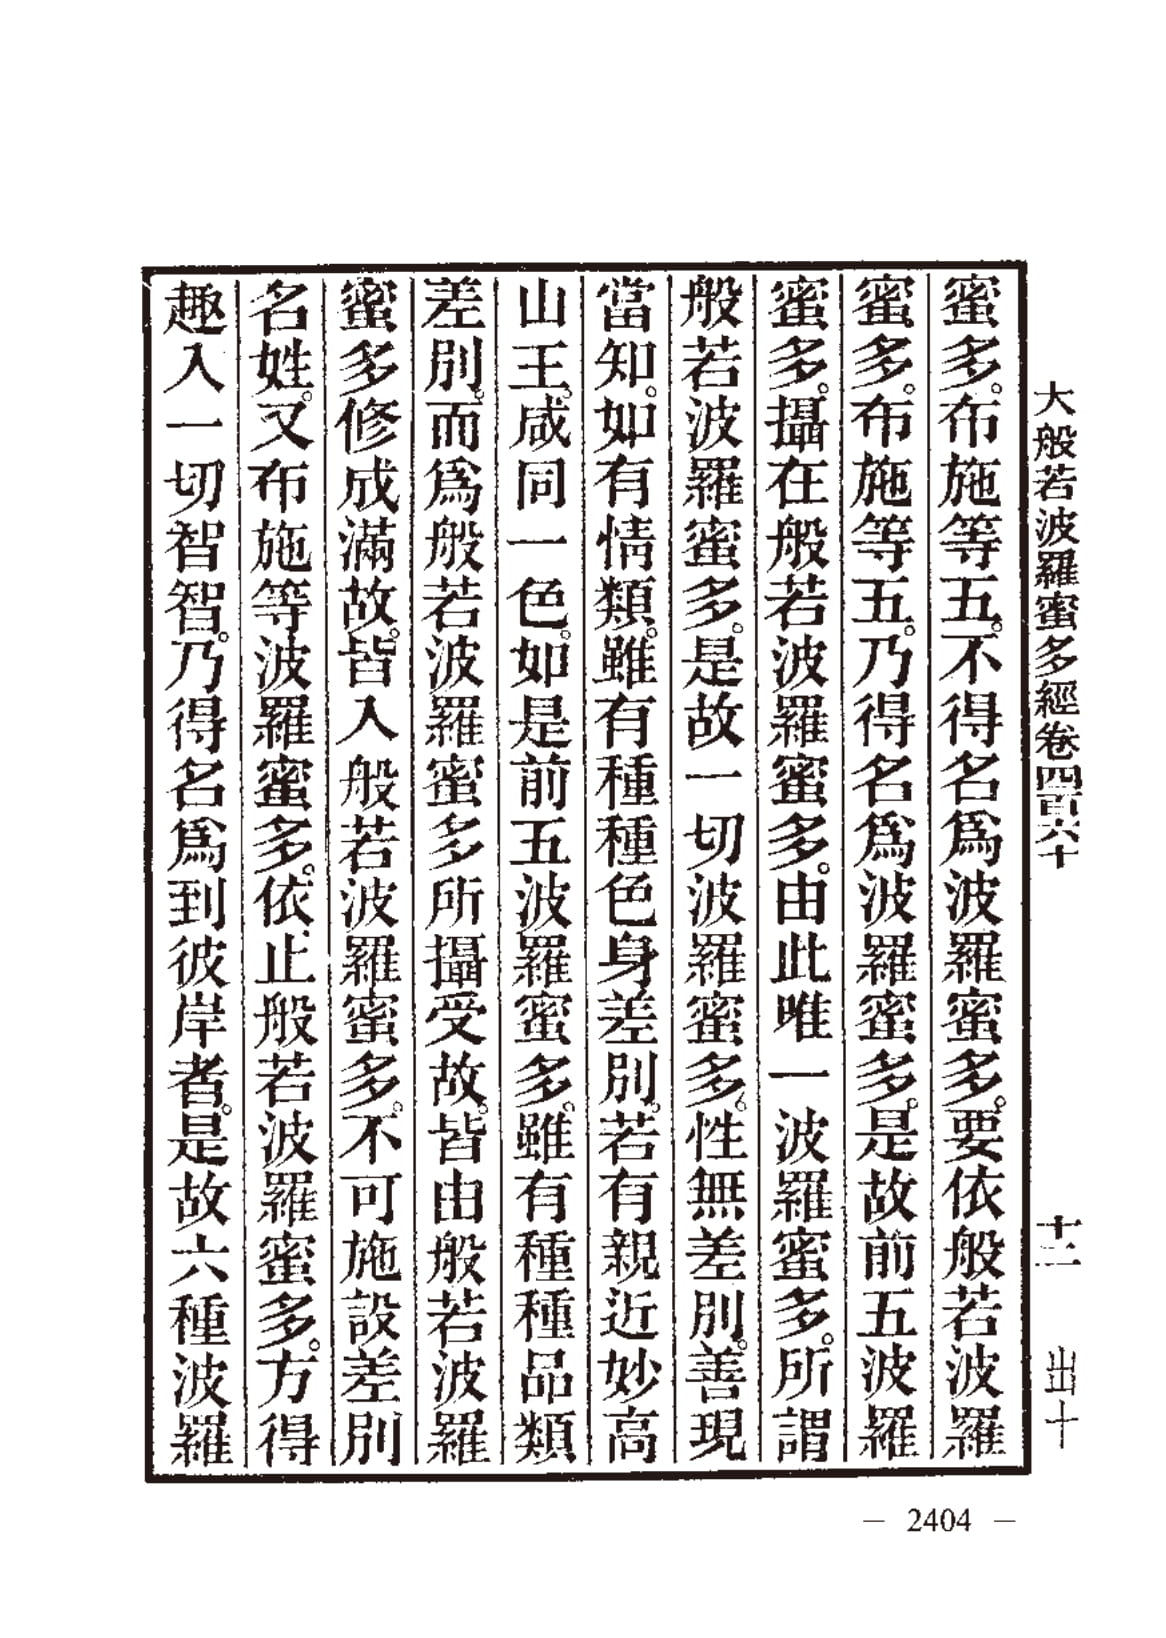 大般若波羅蜜多經卷四百六十 十二 出十
蜜多。布施等五。不得名爲波羅蜜多。要依般若波羅
蜜多。布施等五。乃得名爲波羅蜜多。是故前五波羅
蜜多。攝在般若波羅蜜多。由此唯一波羅蜜多。所謂
般若波羅蜜多。是故一切波羅蜜多。性無差別。善現
當知。如有情類。雖有種種色身差別。若有親近妙高
山王。咸同一色。如是前五波羅蜜多。雖有種種品類
差別。而爲般若波羅蜜多所攝受故。皆由般若波羅
蜜多修成滿故。皆入般若波羅蜜多。不可施設差別
名姓。又布施等波羅蜜多。依止般若波羅蜜多。方得
趣入一切智智。乃得名爲到彼岸者。是故六種波羅
— 2404 —